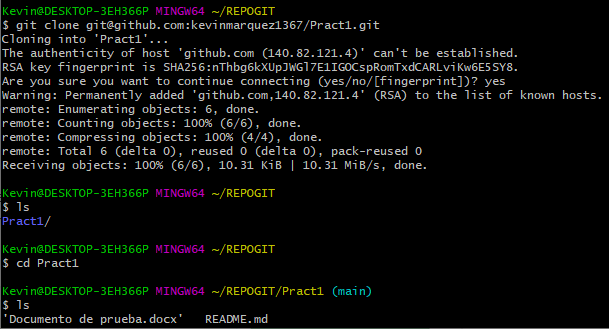 Kevin@DESKTOP-3EH366P MINGW64 ~/REPOGIT
$ git clone git@github.com:kevinmarquez1367/Pract1.git
Cloning into 'Pract1'...
The authenticity of host 'github.com (140.82.121.4)' can't be established.
RSA key fingerprint is SHA256:nThbg6kXUpJWGl7E1IGOCspRomTxdCARLviKw6E5SY8.
Are you sure you want to continue connecting (yes/no/[fingerprint])? yes
Warning: Permanently added 'github.com,140.82.121.4' (RSA) to the list of known hosts.
remote: Enumerating objects: 6, done.
remote: Counting objects: 100% (6/6), done.
remote: Compressing objects: 100% (4/4), done.
remote: Total 6 (delta 0), reused 0 (delta 0), pack-reused 0
Receiving objects: 100% (6/6), 10.31 KiB | 10.31 MiB/s, done.
Kevin@DESKTOP-3EH366P MINGW64 ~/REPOGIT
$ ls
Pract1/
Kevin@DESKTOP-3EH366P MINGW64 ~/REPOGIT
$ cd Pract1
Kevin@DESKTOP-3EH366P MINGW64 ~/REPOGIT/Pract1 (main)
$ ls
'Documento de prueba.docx'   README.md